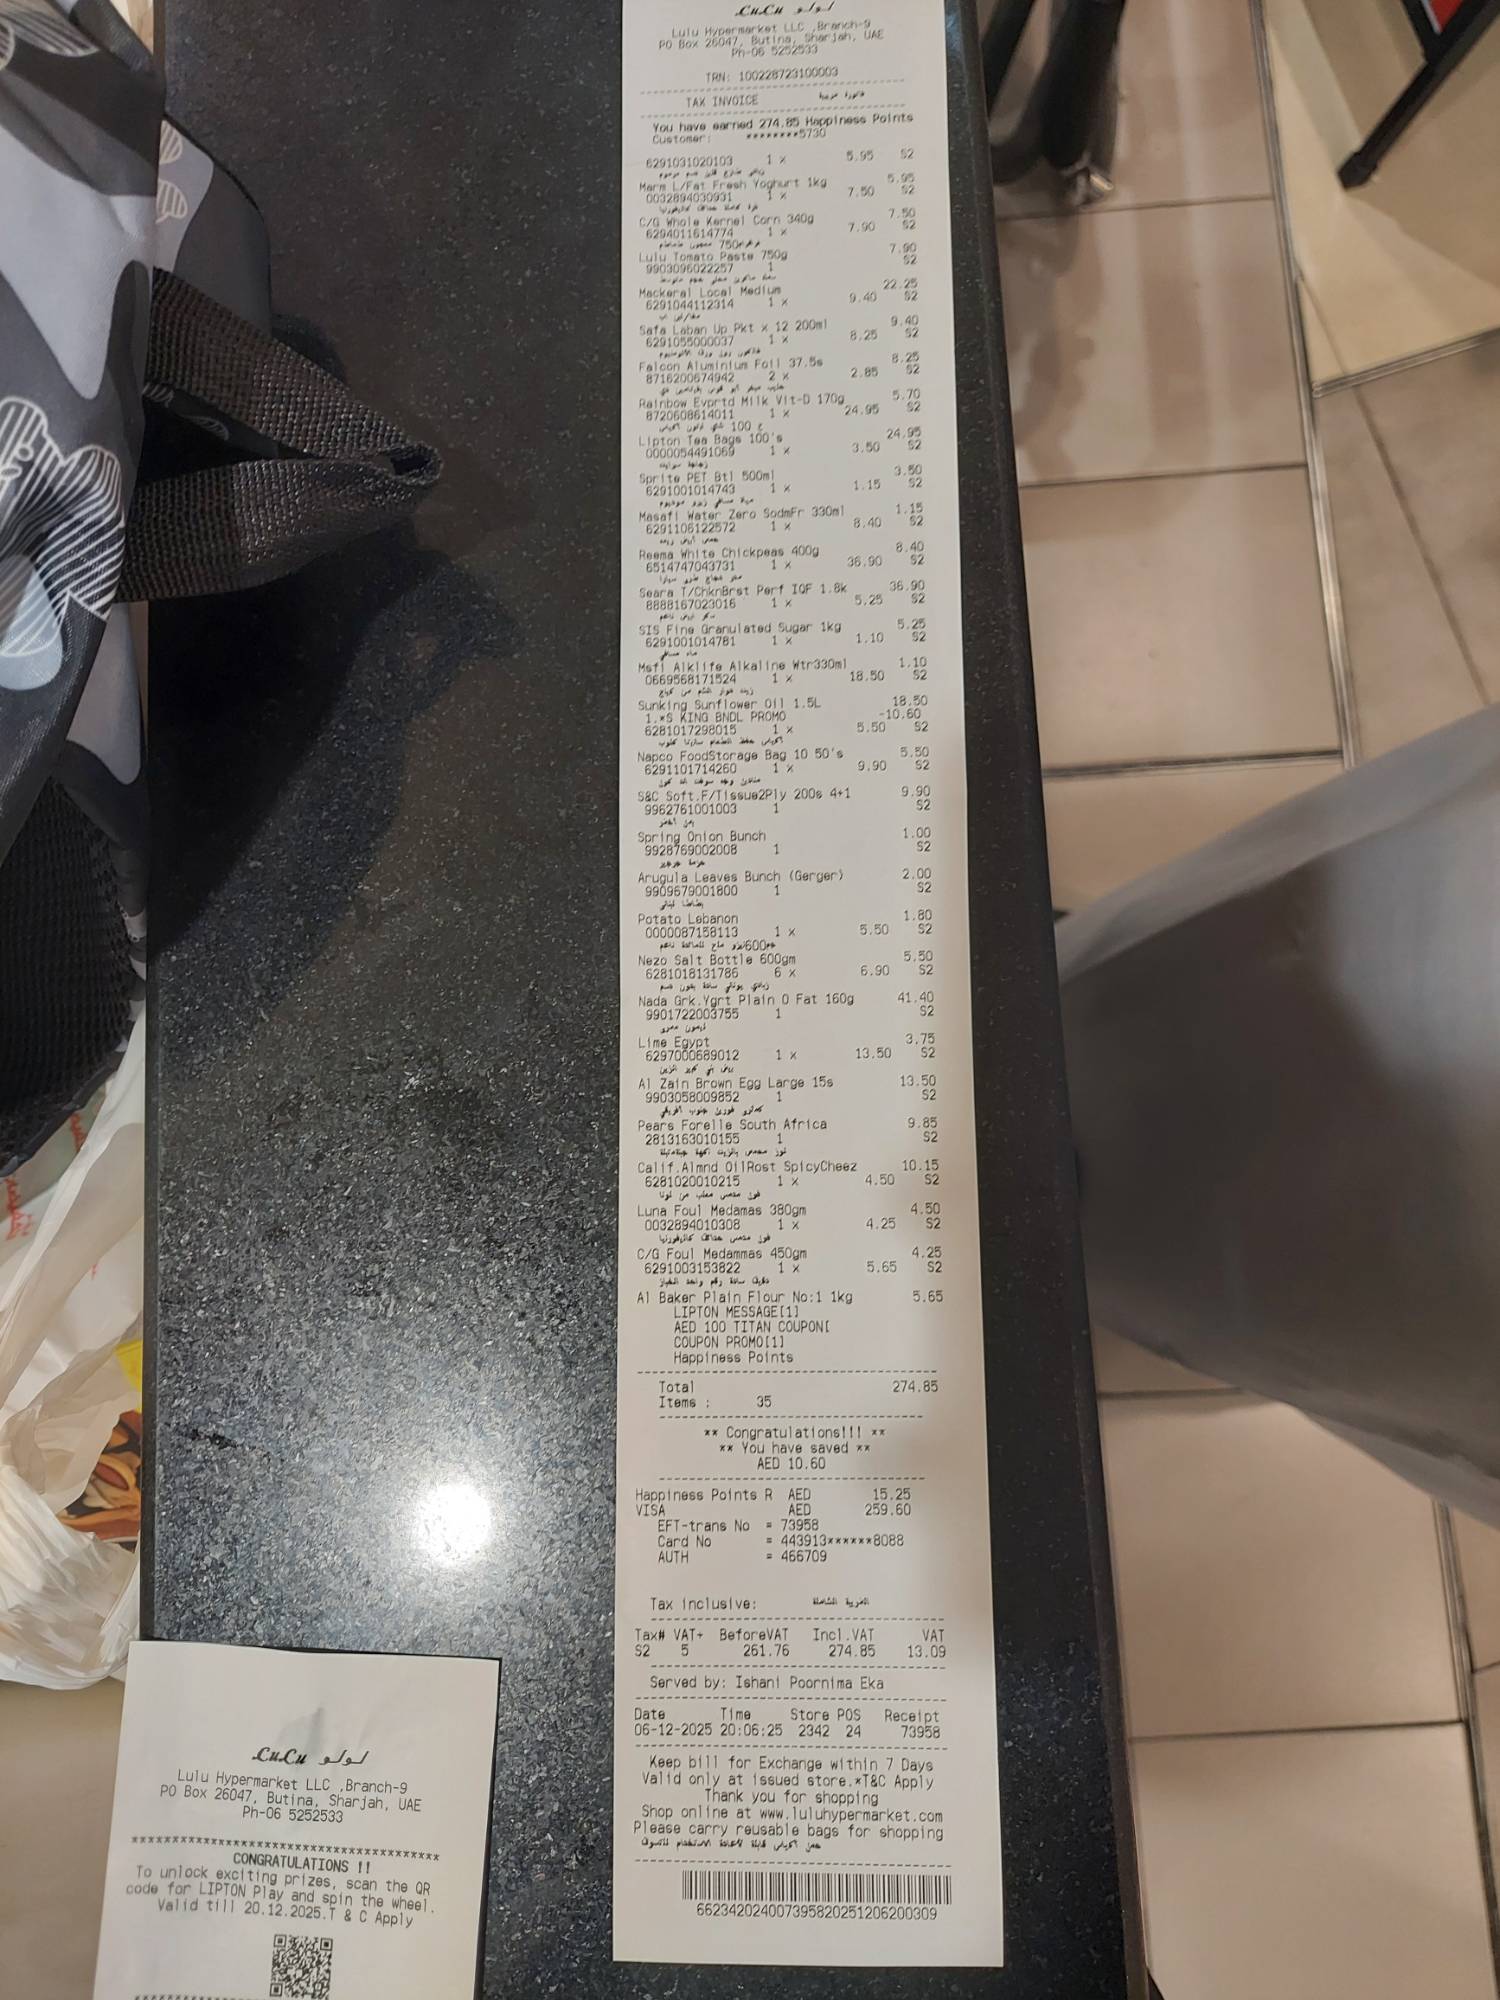 LuLu لولو
Lulu Hypermarket LLC ,Branch-9
PO Box 26047, Butina, Sharjah, UAE
Ph-06 5252533
TRN: 100228723100003
TAX INVOICE
You have earned 274.85 Happiness Points
Customer: ********5730
6291031020103 1 x 5.95 S2
Marm L/Fat Fresh Yoghurt 1kg 5.95
0032894030931 1 x 7.50 S2
C/G Whole Kernel Corn 340g 7.50
6294011614774 1 x 7.90 S2
Lulu Tomato Paste 750g 7.90
9903096022257 1 S2
Mackeral Local Medium 22.25
6291044112314 1 x 9.40 S2
Safa Laban Up Pkt x 12 200ml 9.40
6291055000037 1 x 8.25 S2
Falcon Aluminium Foil 37.5s 8.25
8716200674942 2 x 2.85 S2
Rainbow Evprtd Milk Vit-D 170g 5.70
8720608614011 1 x 24.95 S2
Lipton Tea Bags 100's 24.95
0000054491069 1 x 3.50 S2
Sprite PET Btl 500ml 3.50
6291001014743 1 x 1.15 S2
Masafi Water Zero SodmFr 330ml 1.15
6291106122572 1 x 8.40 S2
Reema White Chickpeas 400g 8.40
6514747043731 1 x 36.90 S2
Seara T/ChknBrst Perf IQF 1.8k 36.90
8888167023016 1 x 5.25 S2
SIS Fine Granulated Sugar 1kg 5.25
6291001014781 1 x 1.10 S2
Msfi Alklife Alkaline Wtr330ml 1.10
0669568171524 1 x 18.50 S2
Sunking Sunflower Oil 1.5L 18.50
1.*S KING BNDL PROMO -10.60
6281017298015 1 x 5.50 S2
Napco FoodStorage Bag 10 50's 5.50
6291101714260 1 x 9.90 S2
S&C Soft.F/Tissue2Ply 200s 4+1 9.90
9962761001003 1 S2
Spring Onion Bunch 1.00
9928769002008 1 S2
Arugula Leaves Bunch (Gerger) 2.00
9909679001800 1 S2
Potato Lebanon 1.80
0000087158113 1 x 5.50 S2
Nezo Salt Bottle 600gm 5.50
6281018131786 6 x 6.90 S2
Nada Grk.Ygrt Plain 0 Fat 160g 41.40
9901722003755 1 S2
Lime Egypt 3.75
6297000689012 1 x 13.50 S2
Al Zain Brown Egg Large 15s 13.50
9903058009852 1 S2
Pears Forelle South Africa 9.85
2813163010155 1 S2
Calif.Almnd OilRost SpicyCheez 10.15
6281020010215 1 x 4.50 S2
Luna Foul Medamas 380gm 4.50
0032894010308 1 x 4.25 S2
C/G Foul Medammas 450gm 4.25
6291003153822 1 x 5.65 S2
Al Baker Plain Flour No:1 1kg 5.65
LIPTON MESSAGE[1]
AED 100 TITAN COUPON[
COUPON PROMO[1]
Happiness Points
Total 274.85
Items : 35
** Congratulations!!! **
** You have saved **
AED 10.60
Happiness Points R AED 15.25
VISA AED 259.60
EFT-trans No = 73958
Card No = 443913******8088
AUTH = 466709
Tax inclusive:
Tax# VAT+ BeforeVAT Incl.VAT VAT
S2 5 261.76 274.85 13.09
Served by: Ishani Poornima Eka
Date Time Store POS Receipt
06-12-2025 20:06:25 2342 24 73958
Keep bill for Exchange within 7 Days
Valid only at issued store.*T&C Apply
Thank you for shopping
Shop online at www.luluhypermarket.com
Please carry reusable bags for shopping
662342024007395820251206200309
LuLu لولو
Lulu Hypermarket LLC ,Branch-9
PO Box 26047, Butina, Sharjah, UAE
Ph-06 5252533
**************************************
CONGRATULATIONS !!
To unlock exciting prizes, scan the QR
code for LIPTON Play and spin the wheel.
Valid till 20.12.2025.T & C Apply